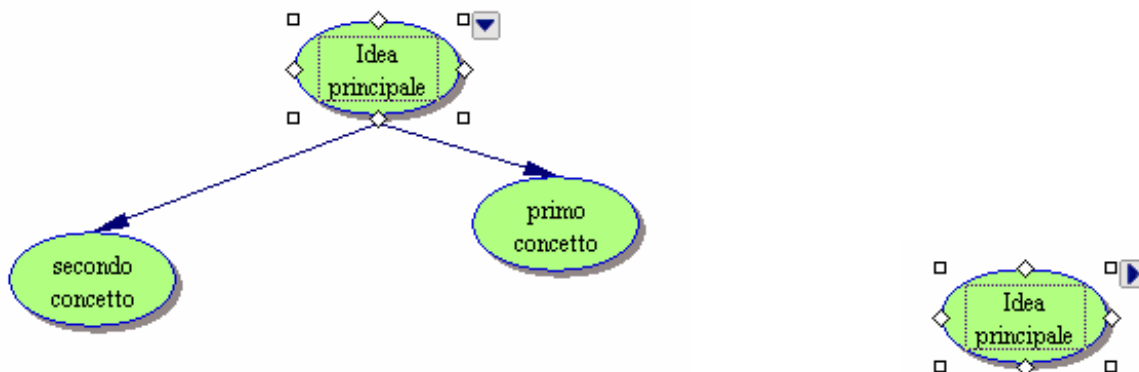 Idea
principale
primo
concetto
secondo
concetto
Idea
principale